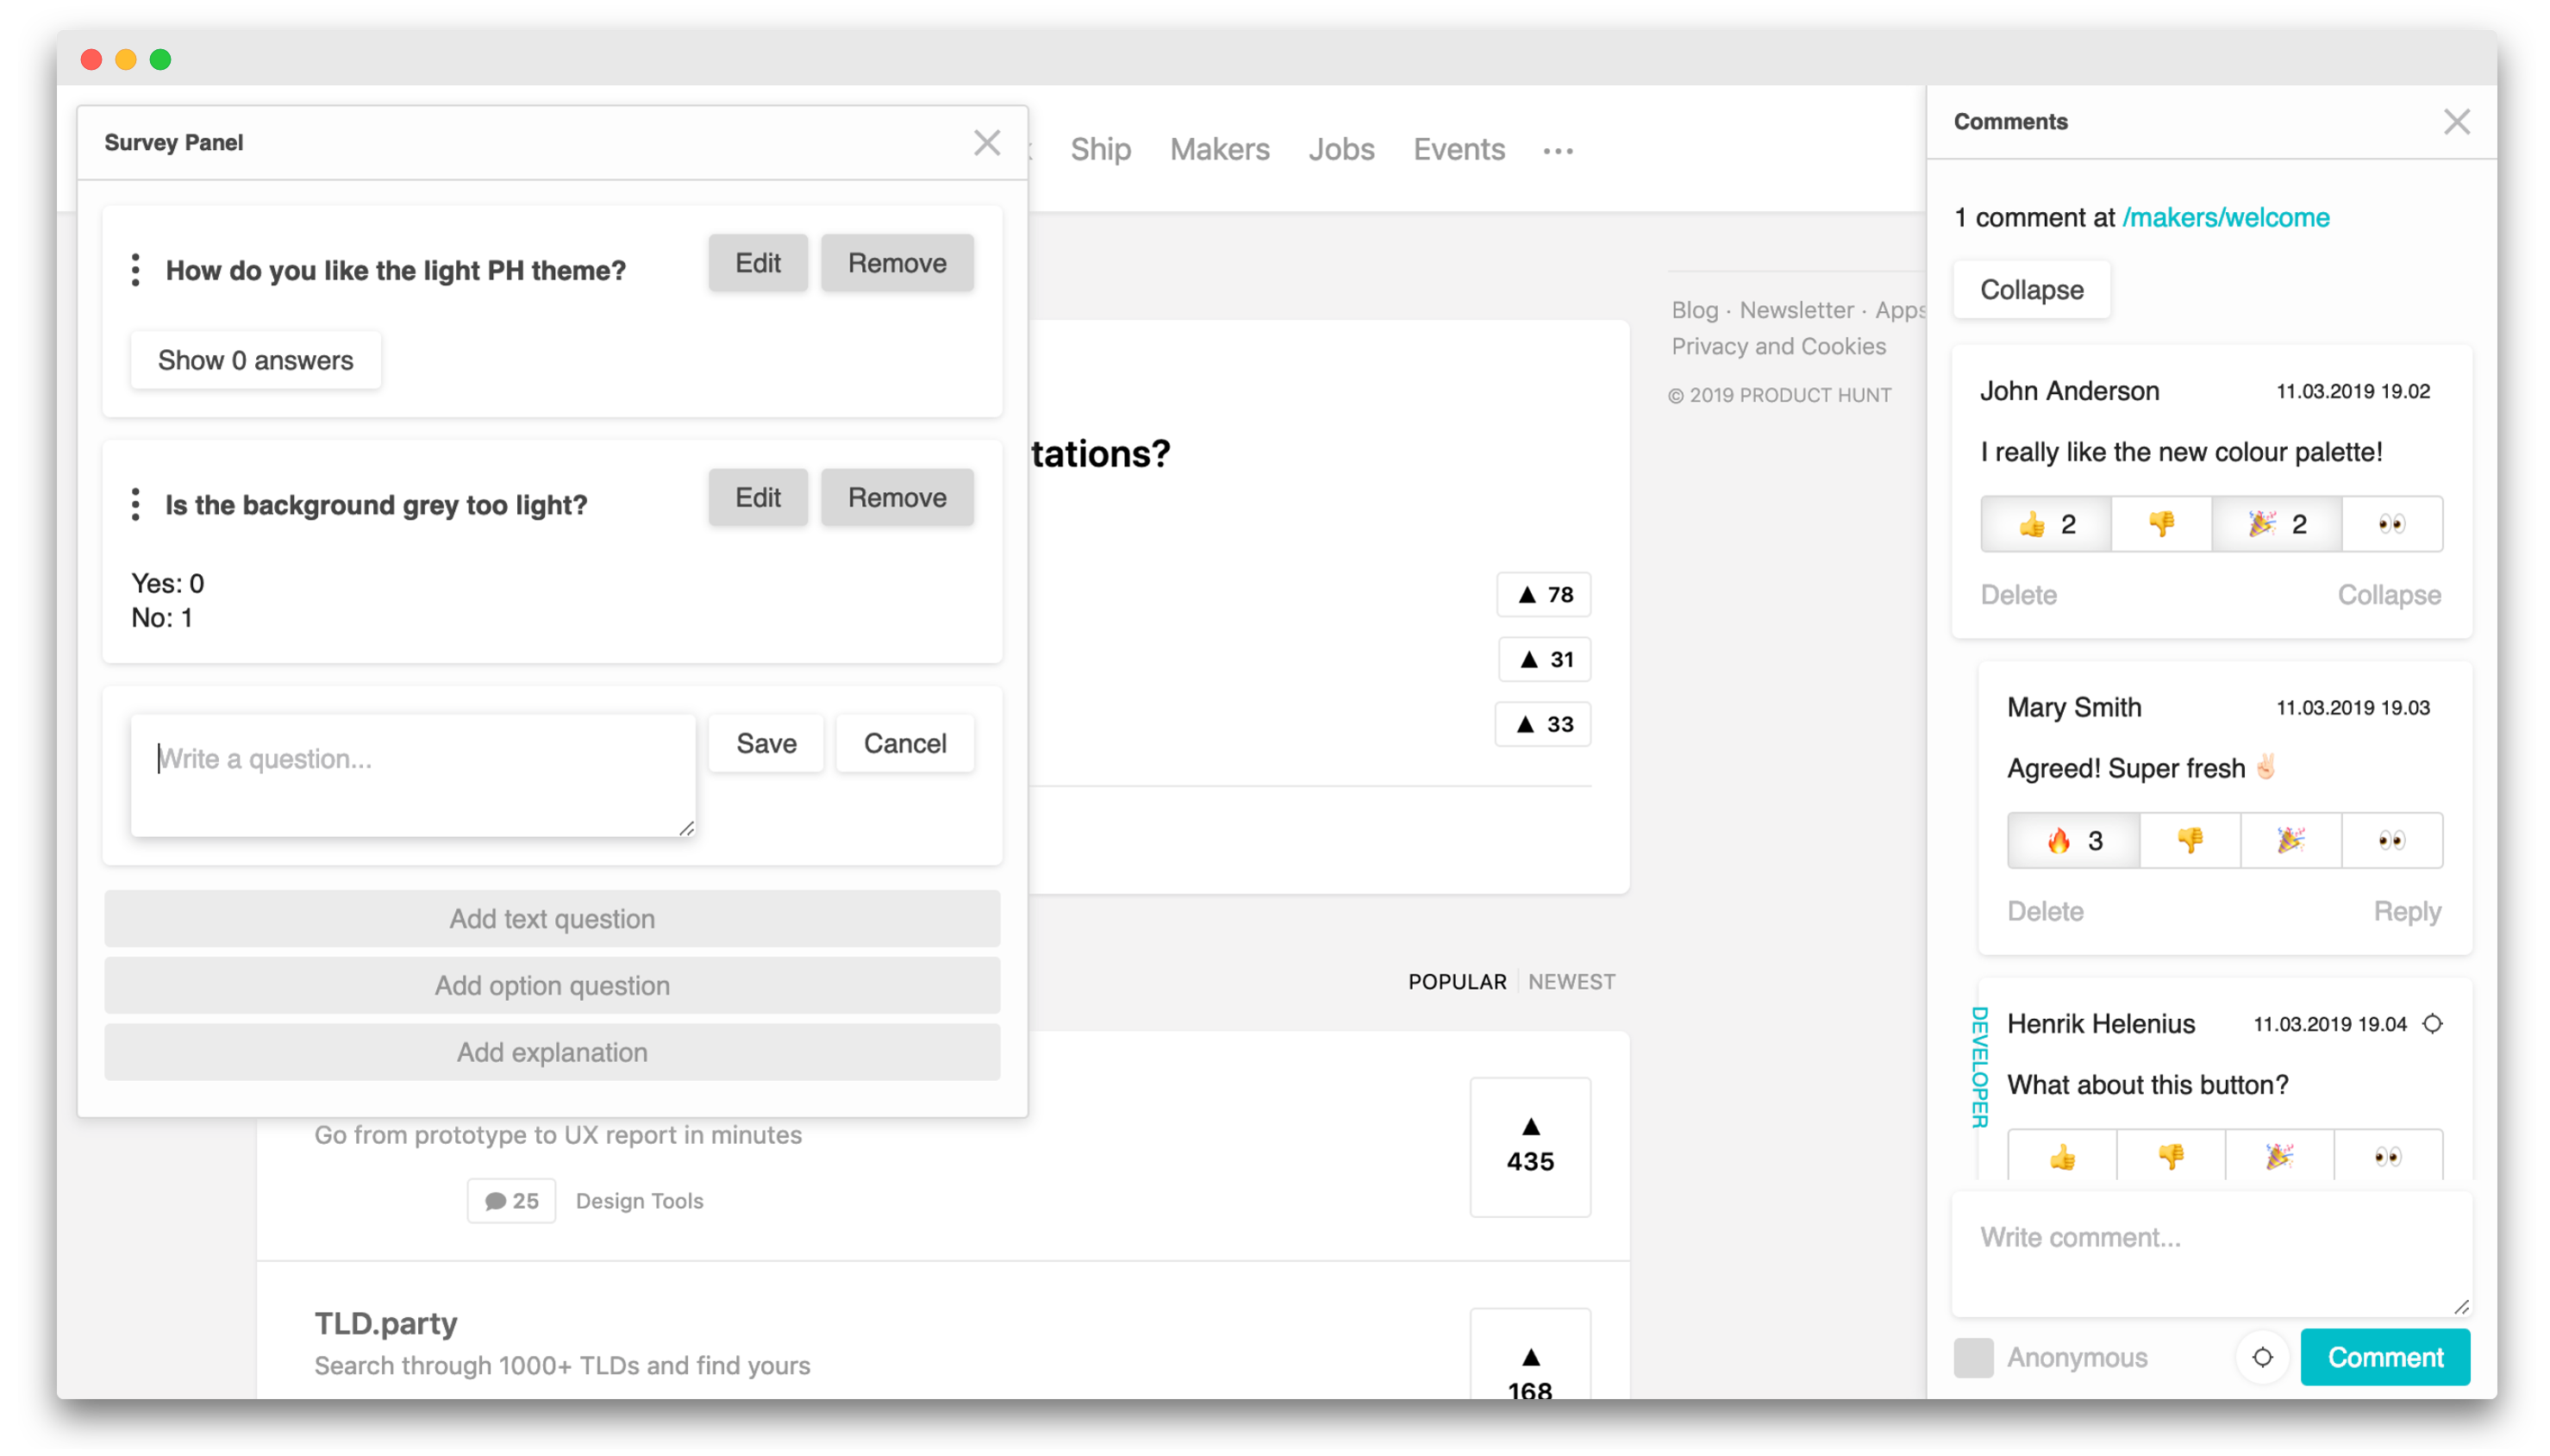 Survey Panel
How do you like the light PH theme?
Edit
Remove
Show 0 answers
Is the background grey too light?
Edit
Remove
Yes: 0
No: 1
Write a question...
Save
Cancel
Add text question
Add option question
Add explanation
Ship
Makers
Jobs
Events
...
tations?
78
31
33
Blog · Newsletter · Apps
Privacy and Cookies
© 2019 PRODUCT HUNT
POPULAR
NEWEST
Go from prototype to UX report in minutes
25
Design Tools
435
TLD.party
Search through 1000+ TLDs and find yours
168
Comments
1 comment at /makers/welcome
Collapse
John Anderson
11.03.2019 19.02
I really like the new colour palette!
👍 2
👎
🎉 2
👀
Delete
Collapse
Mary Smith
11.03.2019 19.03
Agreed! Super fresh ✌🏻
🔥 3
👎
🎉
👀
Delete
Reply
DEVELOPER
Henrik Helenius
11.03.2019 19.04
What about this button?
👍
👎
🎉
👀
Write comment...
Anonymous
Comment